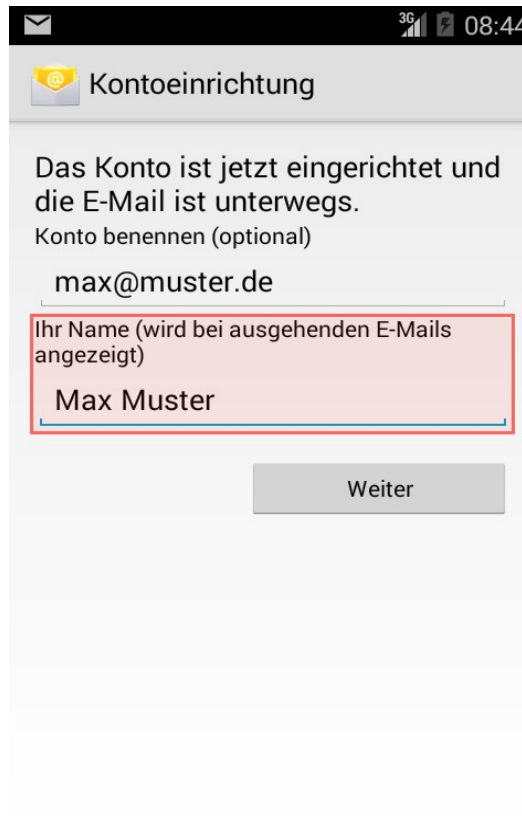 3G 08:44
Kontoeinrichtung
Das Konto ist jetzt eingerichtet und
die E-Mail ist unterwegs.
Konto benennen (optional)
max@muster.de
Ihr Name (wird bei ausgehenden E-Mails
angezeigt)
Max Muster
Weiter